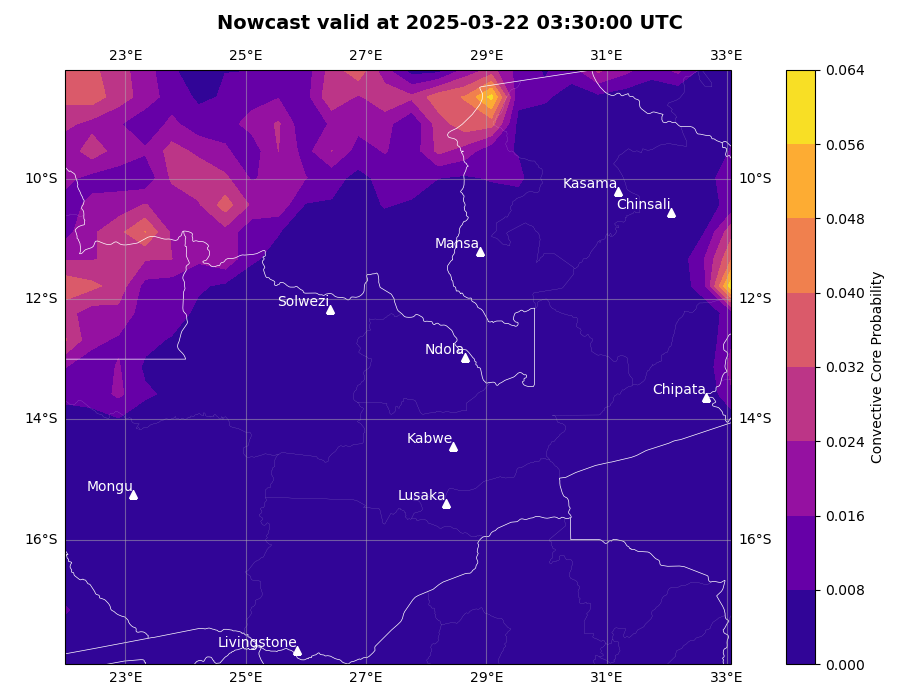 Nowcast valid at 2025-03-22 03:30:00 UTC
23°E 25°E 27°E 29°E 31°E 33°E
0.064
0.056
0.048
0.040
0.032
0.024
0.016
0.008
0.000
Convective Core Probability
10°S 10°S
12°S 12°S
14°S 14°S
16°S 16°S
Kasama
Chinsali
Mansa
Solwezi
Ndola
Chipata
Kabwe
Mongu
Lusaka
Livingstone
23°E 25°E 27°E 29°E 31°E 33°E